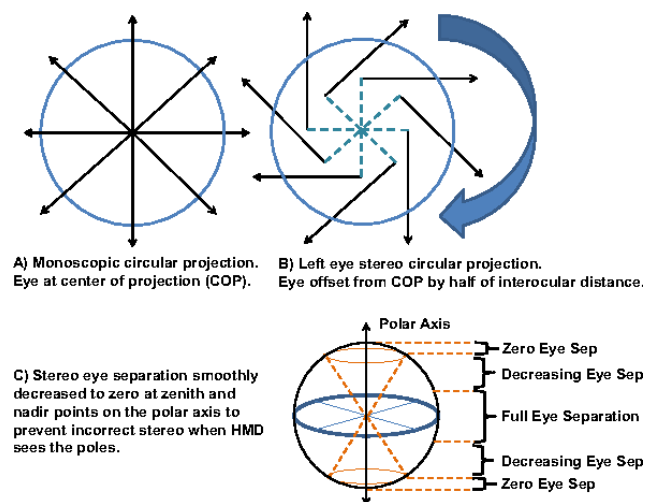 A) Monoscopic circular projection.
Eye at center of projection (COP).
B) Left eye stereo circular projection.
Eye offset from COP by half of interocular distance.
C) Stereo eye separation smoothly
decreased to zero at zenith and
nadir points on the polar axis to
prevent incorrect stereo when HMD
sees the poles.
Polar Axis
Zero Eye Sep
Decreasing Eye Sep
Full Eye Separation
Decreasing Eye Sep
Zero Eye Sep